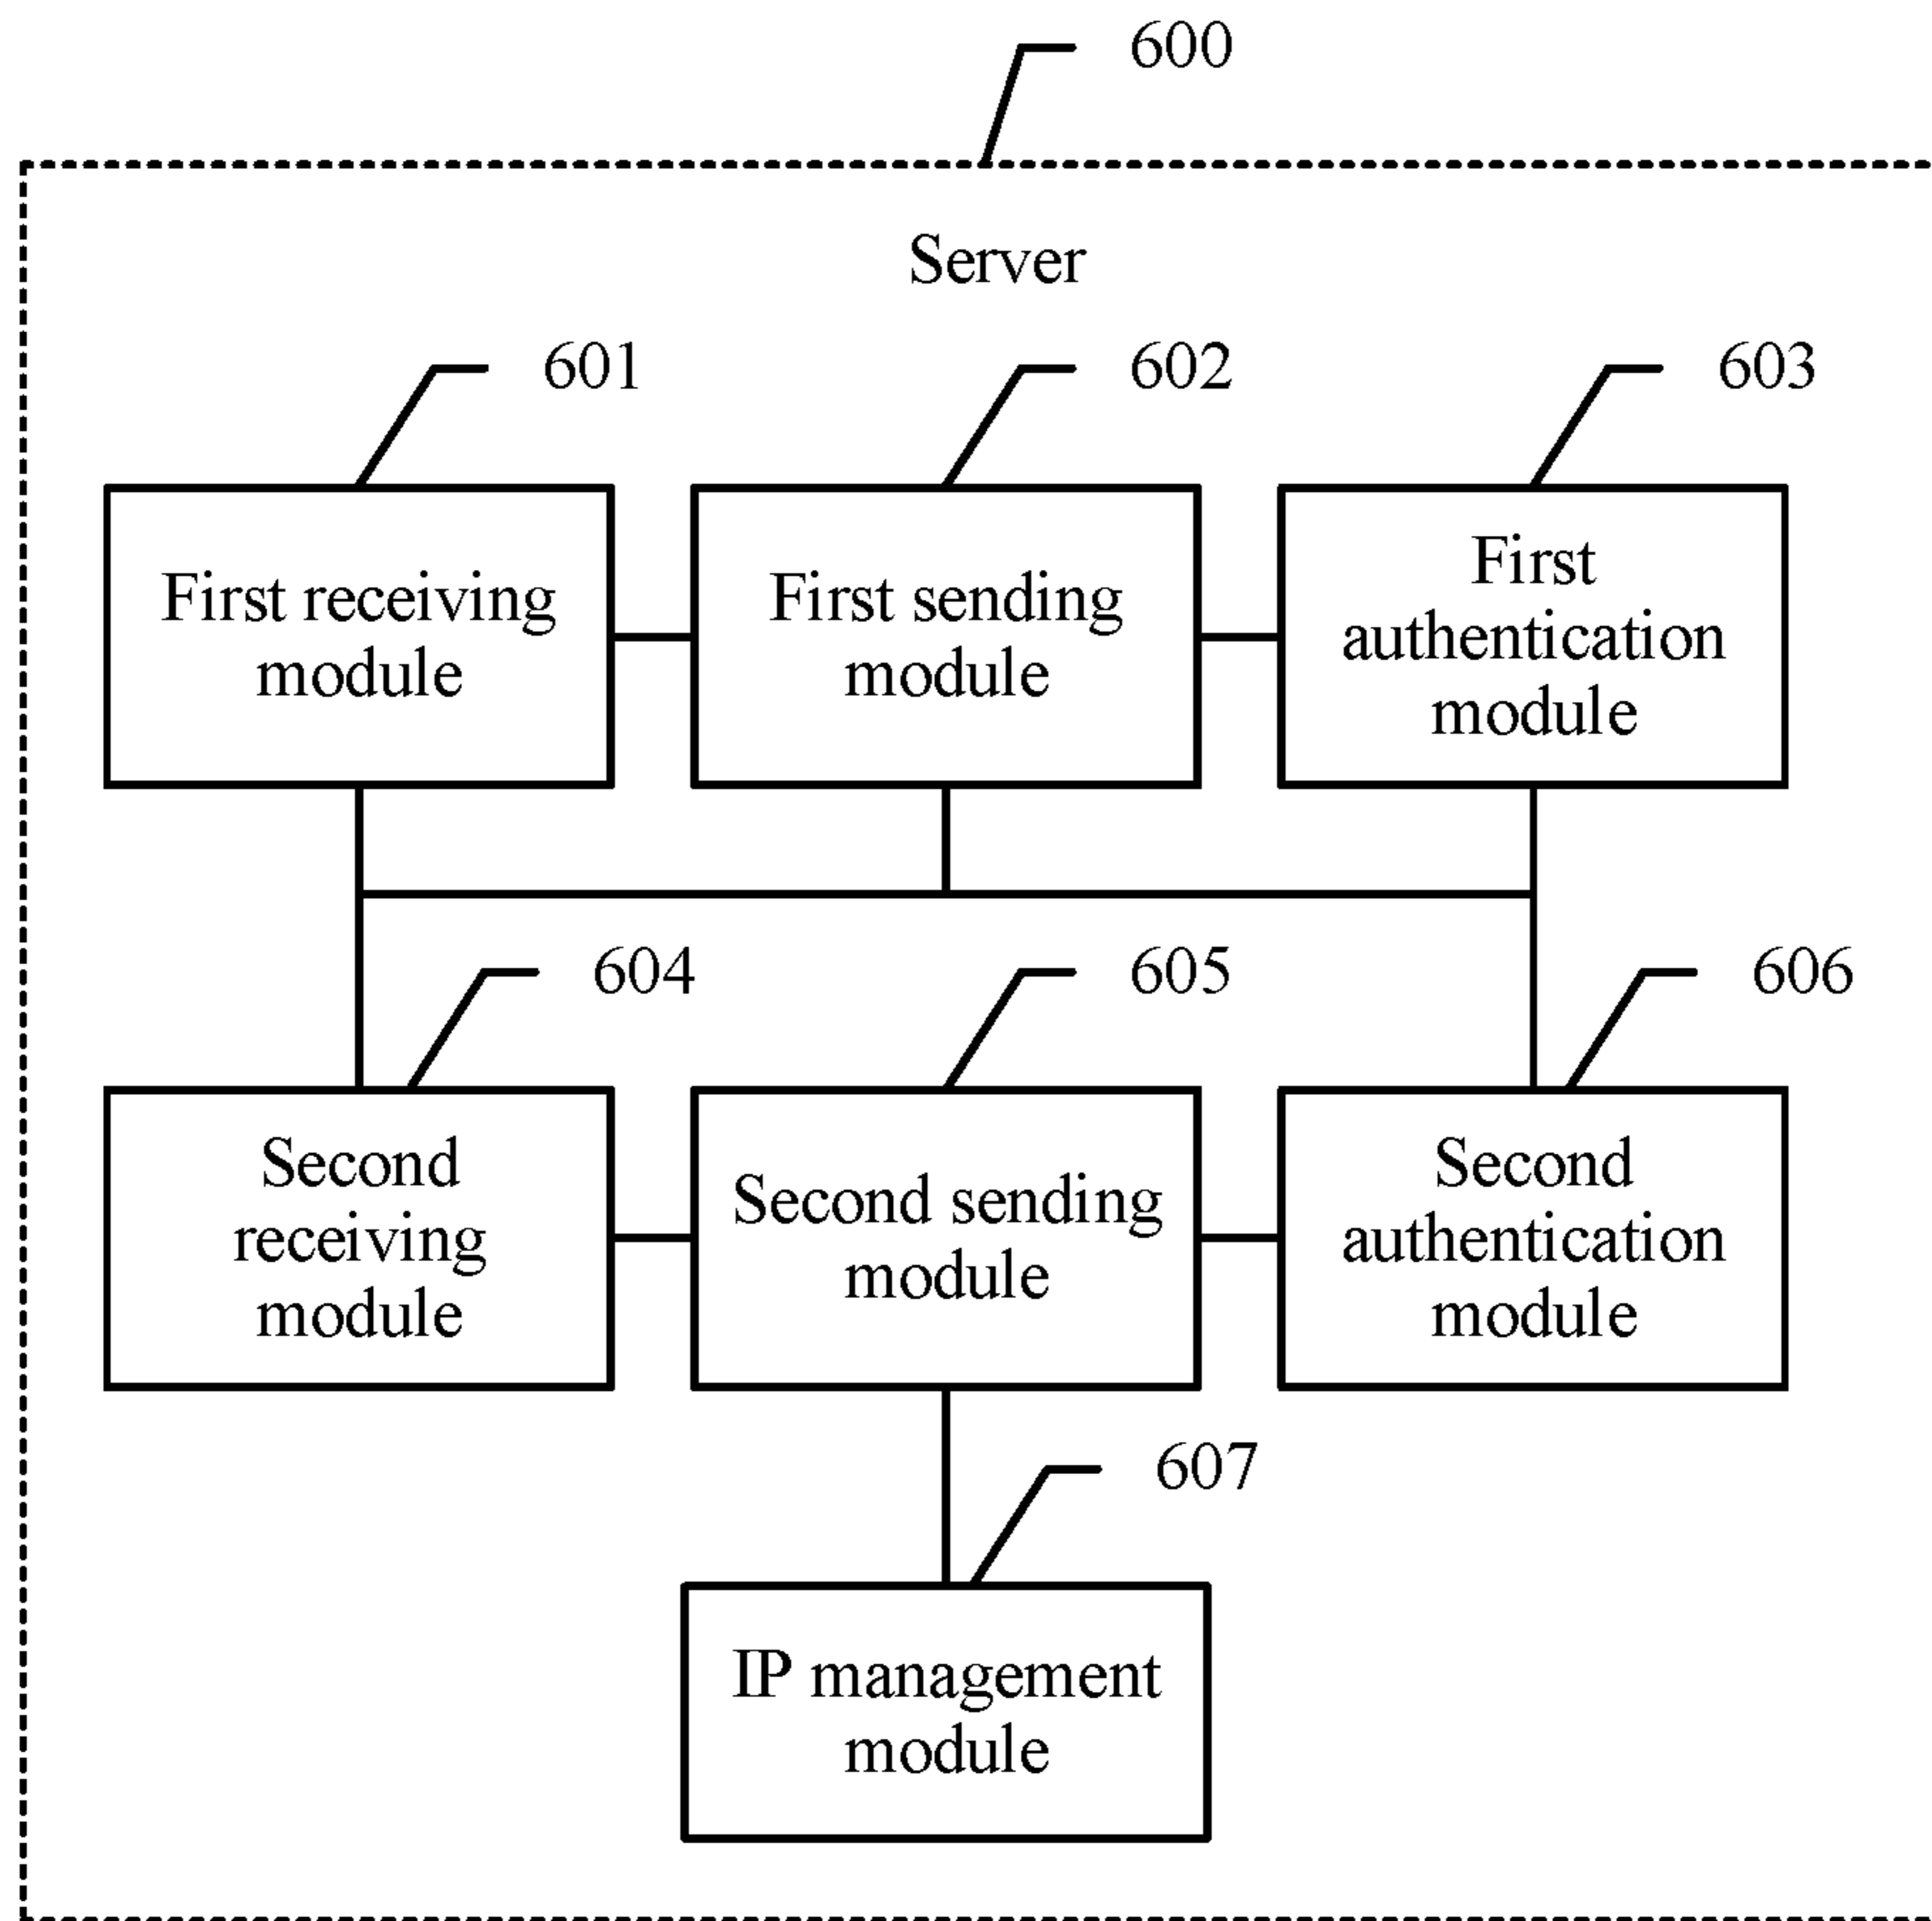 600
Server
601
602
603
First receiving
module
First sending
module
First
authentication
module
604
605
606
Second
receiving
module
Second sending
module
Second
authentication
module
607
IP management
module